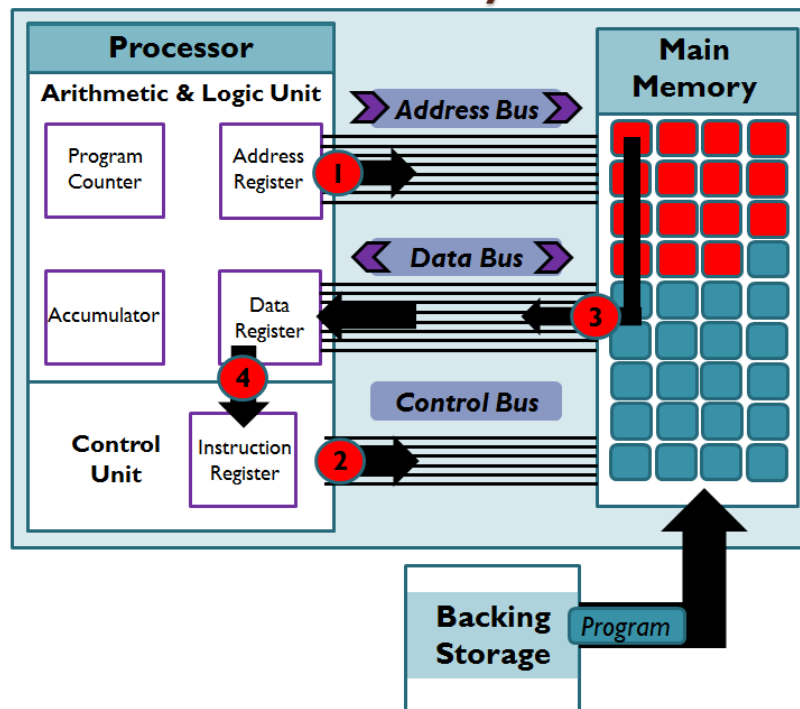 Processor
Arithmetic & Logic Unit
Program
Counter
Address
Register
Accumulator
Data
Register
Control
Unit
Instruction
Register
Address Bus
1
Data Bus
3
4
Control Bus
2
Main
Memory
Backing
Storage
Program